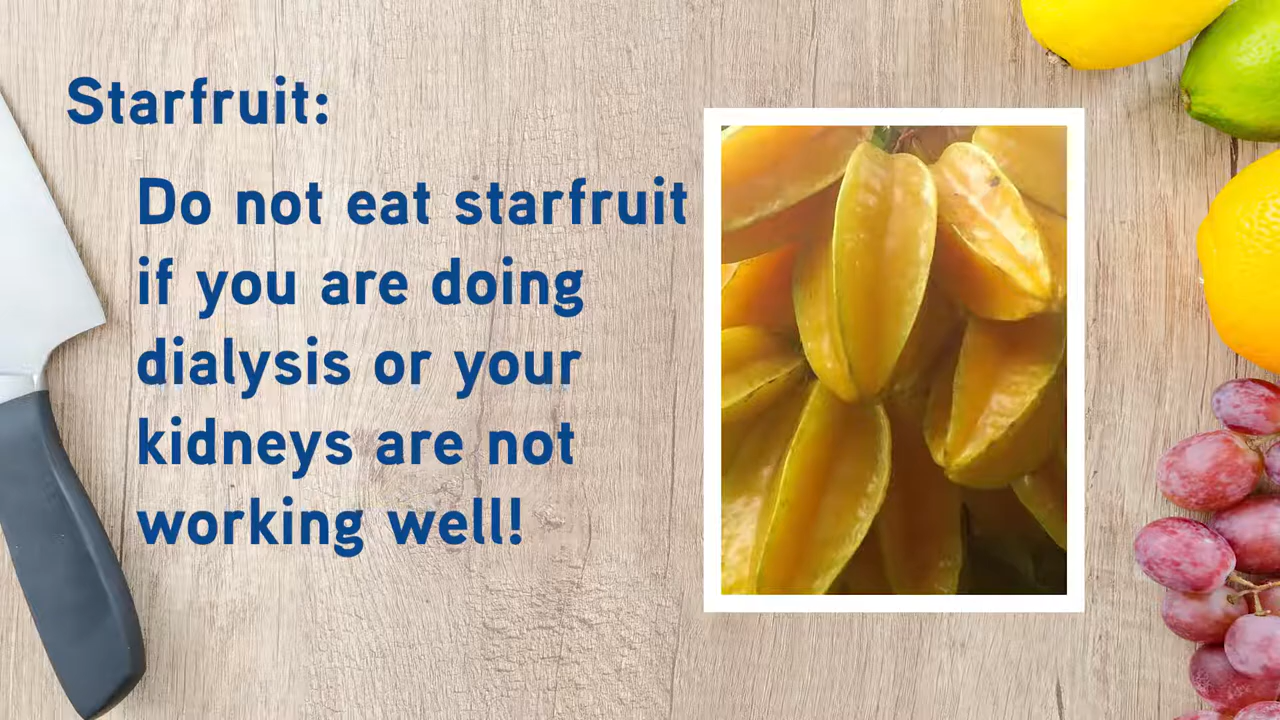 Starfruit:
Do not eat starfruit
if you are doing
dialysis or your
kidneys are not
working well!